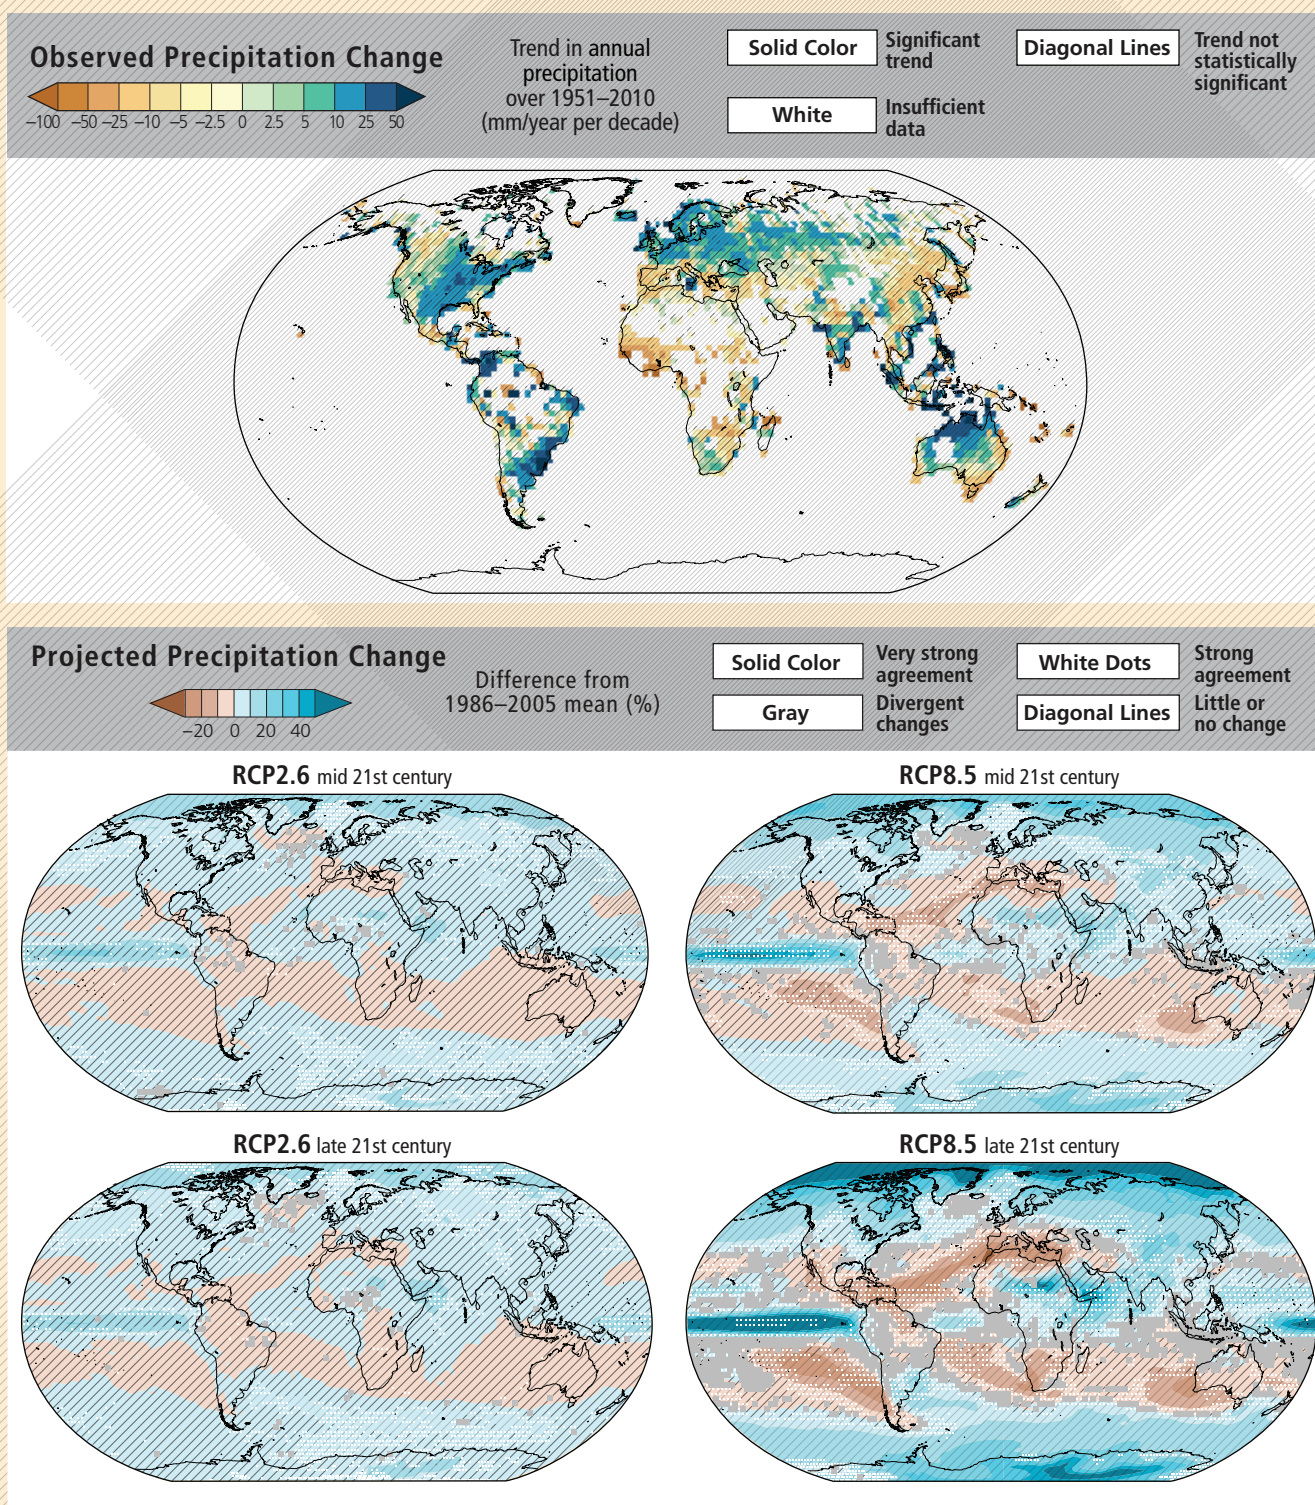 Observed Precipitation Change
−100 −50 −25 −10 −5 −2.5 0 2.5 5 10 25 50
Trend in annual
precipitation
over 1951–2010
(mm/year per decade)
Solid Color
Significant
trend
Diagonal Lines
Trend not
statistically
significant
White
Insufficient
data
Projected Precipitation Change
−20 0 20 40
Difference from
1986–2005 mean (%)
Solid Color
Very strong
agreement
White Dots
Strong
agreement
Gray
Divergent
changes
Diagonal Lines
Little or
no change
RCP2.6 mid 21st century
RCP8.5 mid 21st century
RCP2.6 late 21st century
RCP8.5 late 21st century